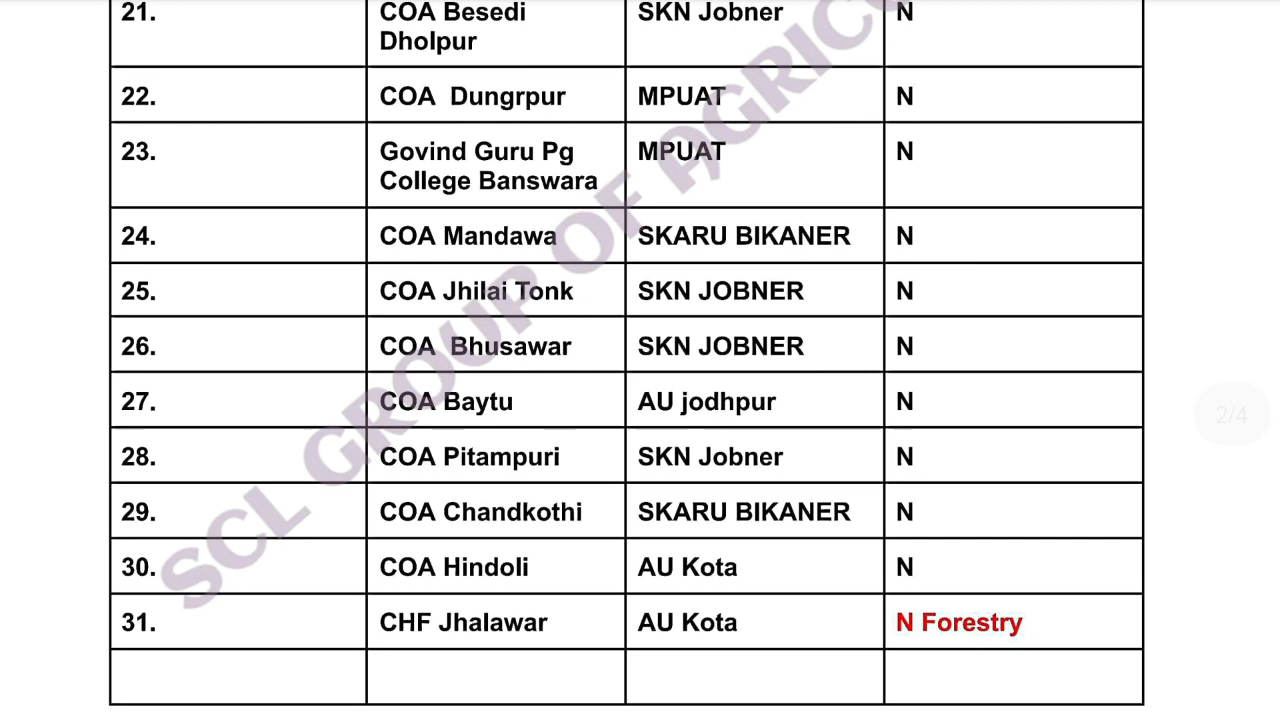 21. COA Besedi SKN Jobner N
Dholpur
22. COA Dungrpur MPUAT N
23. Govind Guru Pg MPUAT N
College Banswara
24. COA Mandawa SKARU BIKANER N
25. COA Jhilai Tonk SKN JOBNER N
26. COA Bhusawar SKN JOBNER N
27. COA Baytu AU jodhpur N
28. COA Pitampuri SKN Jobner N
29. COA Chandkothi SKARU BIKANER N
30. COA Hindoli AU Kota N
31. CHF Jhalawar AU Kota N Forestry
SCL GROUP OF
2/4